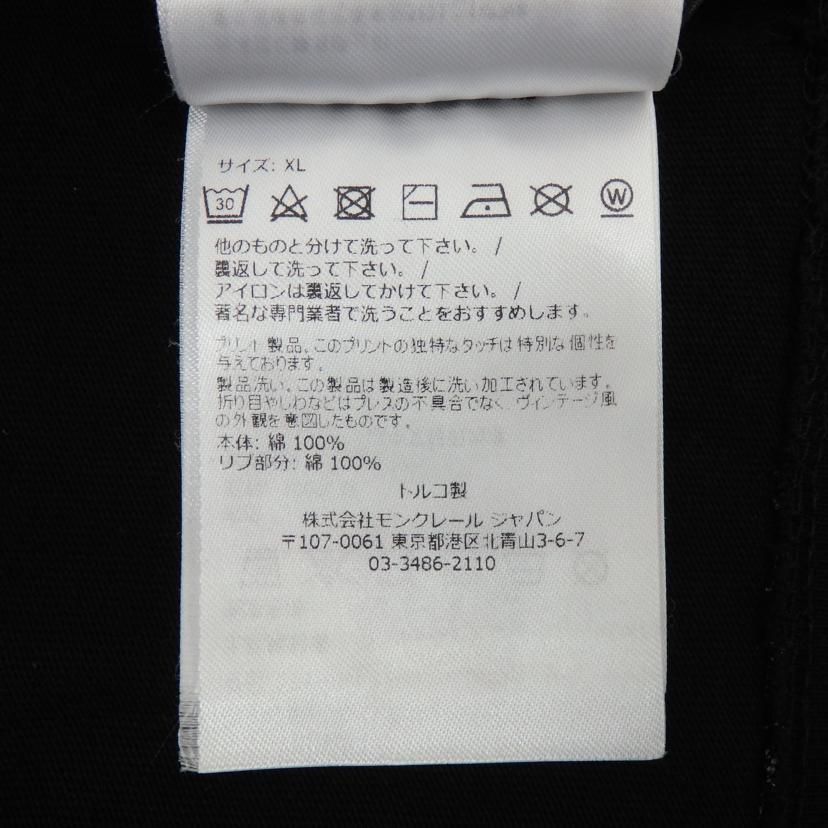 サイズ: XL
30
W
他のものと分けて洗って下さい。 /
裏返して洗って下さい。 /
アイロンは裏返してかけて下さい。 /
著名な専門業者で洗うことをおすすめします。
プリント製品。このプリントの独特なタッチは特別な個性を
与えております。
製品洗い。この製品は製造後に洗い加工されています。
折り目やしわなどはプレスの不具合でなく、ヴィンテージ風
の外観を意図したものです。
本体: 綿 100%
リブ部分: 綿 100%
トルコ製
株式会社モンクレール ジャパン
〒107-0061 東京都港区北青山3-6-7
03-3486-2110